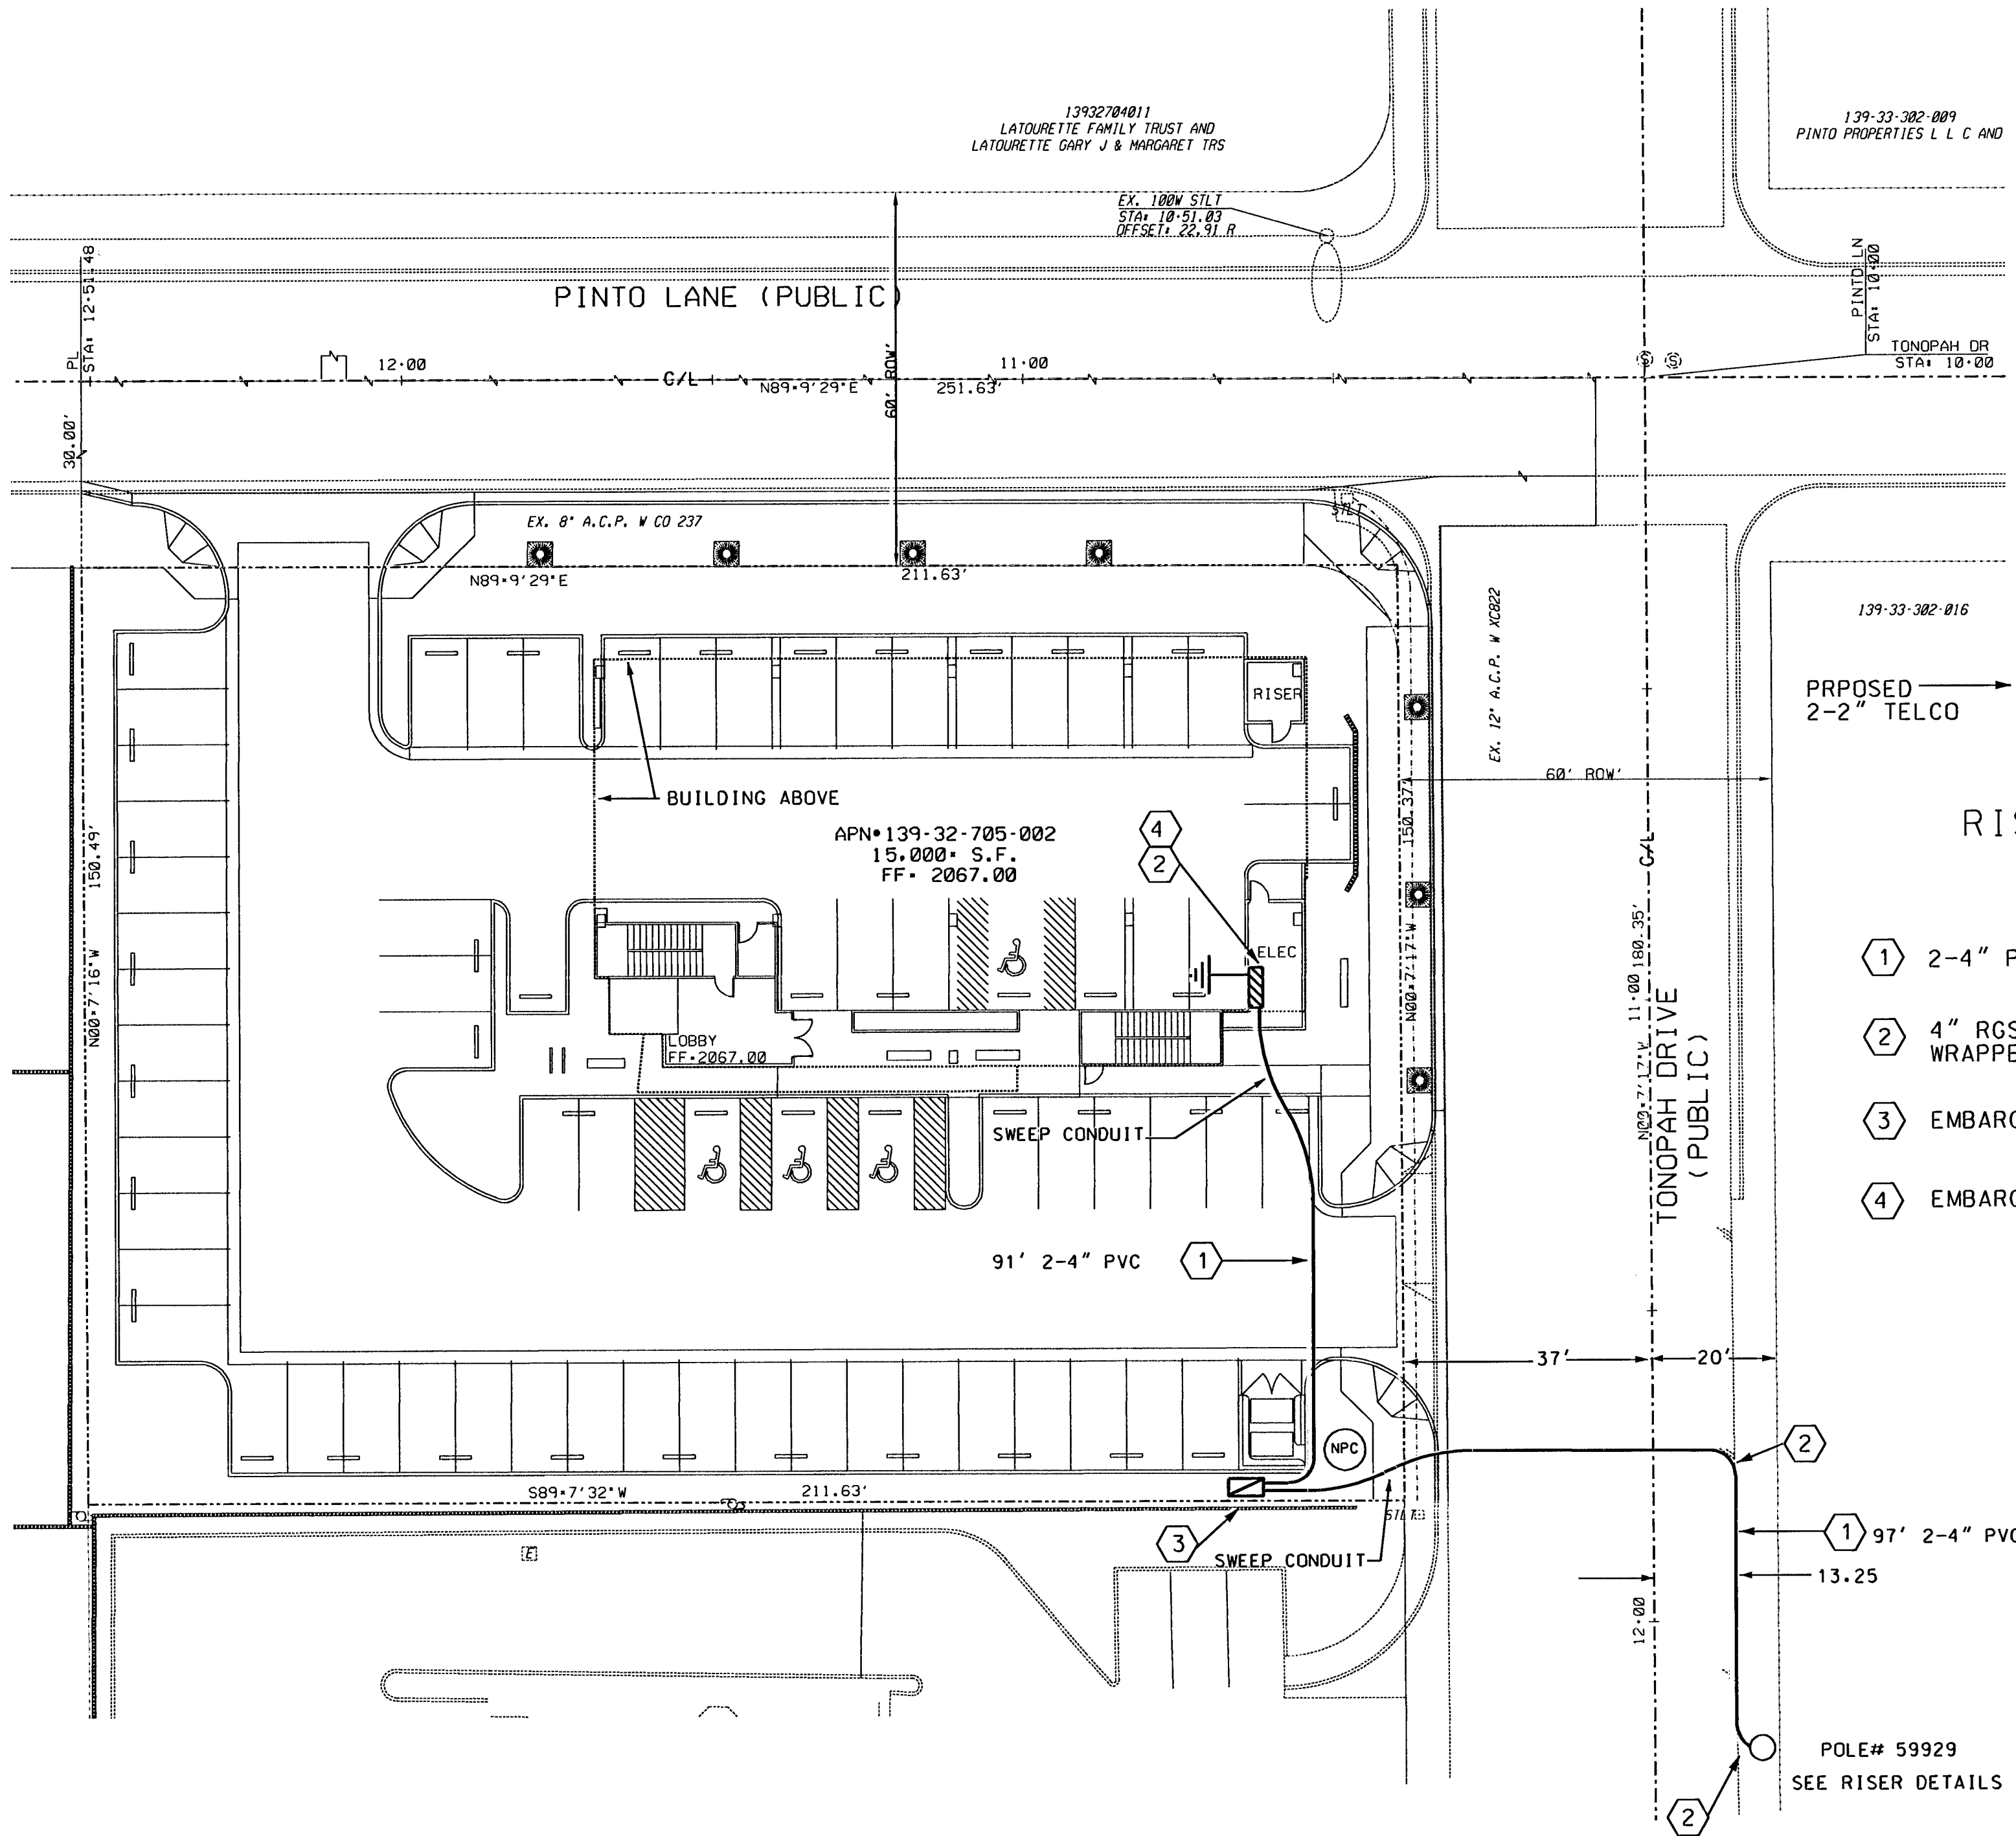 13932704011
LATOURETTE FAMILY TRUST AND
LATOURETTE GARY J & MARGARET TRS
139-33-302-009
PINTO PROPERTIES L L C AND
EX. 100W STLT
STA: 10+51.03
OFFSET: 22.91 R
PL
STA: 12+51.48
PINTO LANE (PUBLIC)
PINTO LN
STA: 10+00
TONOPAH DR
STA: 10+00
S
S
12+00
C/L
N89°9'29"E
251.63'
11+00
60' ROW'
30.00'
EX. 8" A.C.P. W CO 237
STLT
N89°9'29"E
211.63'
EX. 12" A.C.P. W XC822
139-33-302-016
RISER
PRPOSED
2-2" TELCO
60' ROW'
BUILDING ABOVE
APN#139-32-705-002
15,000± S.F.
FF= 2067.00
4
2
150.37'
N00°7'17"W
150.49'
N00°7'16"W
C/L
RIS
ELEC
180.35'
11+00
N00°7'17"W
TONOPAH DRIVE
(PUBLIC)
1 2-4" P
2 4" RGS
WRAPPE
3 EMBARQ
4 EMBARQ
LOBBY
FF=2067.00
SWEEP CONDUIT
91' 2-4" PVC
1
37'
20'
NPC
2
S89°7'32"W
211.63'
STLT
3
SWEEP CONDUIT
E
1 97' 2-4" PVC
13.25
12+00
POLE# 59929
SEE RISER DETAILS
2